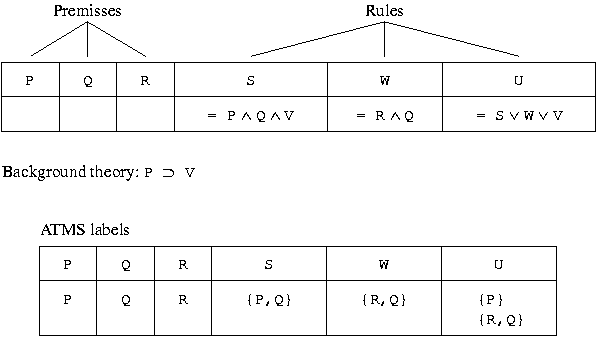 Premisses Rules
P Q R S W U
= P ∧ Q ∧ V = R ∧ Q = S ∨ W ∨ V
Background theory: P ⊃ V
ATMS labels
P Q R S W U
P Q R {P,Q} {R,Q} {P}
{R,Q}